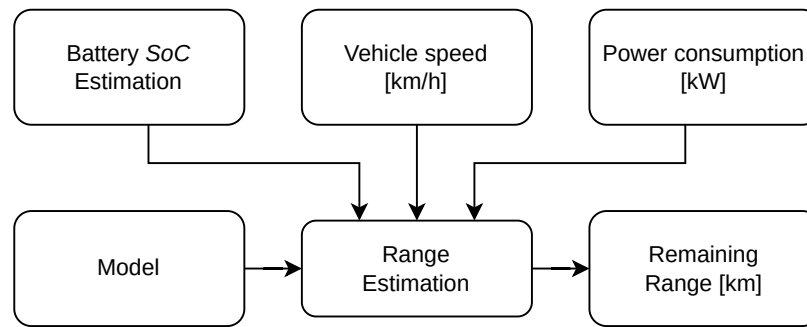 Battery SoC
Estimation
Vehicle speed
[km/h]
Power consumption
[kW]
Model
Range
Estimation
Remaining
Range [km]